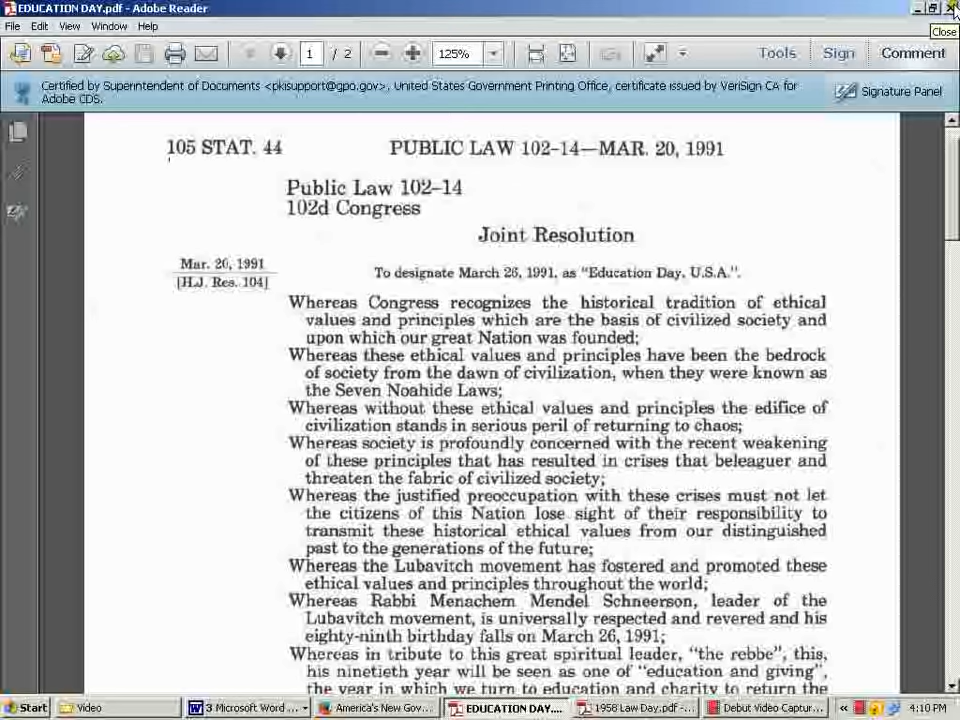 EDUCATION DAY.pdf - Adobe Reader
File Edit View Window Help
Close
1 / 2 125% Tools Sign Comment
Certified by Superintendent of Documents <pkisupport@gpo.gov>, United States Government Printing Office, certificate issued by VeriSign CA for
Adobe CDS.
Signature Panel
105 STAT. 44 PUBLIC LAW 102-14—MAR. 20, 1991
Public Law 102-14
102d Congress
Joint Resolution
Mar. 20, 1991
[H.J. Res. 104]
To designate March 26, 1991, as "Education Day, U.S.A.".
Whereas Congress recognizes the historical tradition of ethical
values and principles which are the basis of civilized society and
upon which our great Nation was founded;
Whereas these ethical values and principles have been the bedrock
of society from the dawn of civilization, when they were known as
the Seven Noahide Laws;
Whereas without these ethical values and principles the edifice of
civilization stands in serious peril of returning to chaos;
Whereas society is profoundly concerned with the recent weakening
of these principles that has resulted in crises that beleaguer and
threaten the fabric of civilized society;
Whereas the justified preoccupation with these crises must not let
the citizens of this Nation lose sight of their responsibility to
transmit these historical ethical values from our distinguished
past to the generations of the future;
Whereas the Lubavitch movement has fostered and promoted these
ethical values and principles throughout the world;
Whereas Rabbi Menachem Mendel Schneerson, leader of the
Lubavitch movement, is universally respected and revered and his
eighty-ninth birthday falls on March 26, 1991;
Whereas in tribute to this great spiritual leader, "the rebbe", this,
his ninetieth year will be seen as one of "education and giving",
the year in which we turn to education and charity to return the
Start Video 3 Microsoft Word ... America's New Gov... EDUCATION DAY.... 1958 Law Day.pdf -... Debut Video Captur... « 4:10 PM